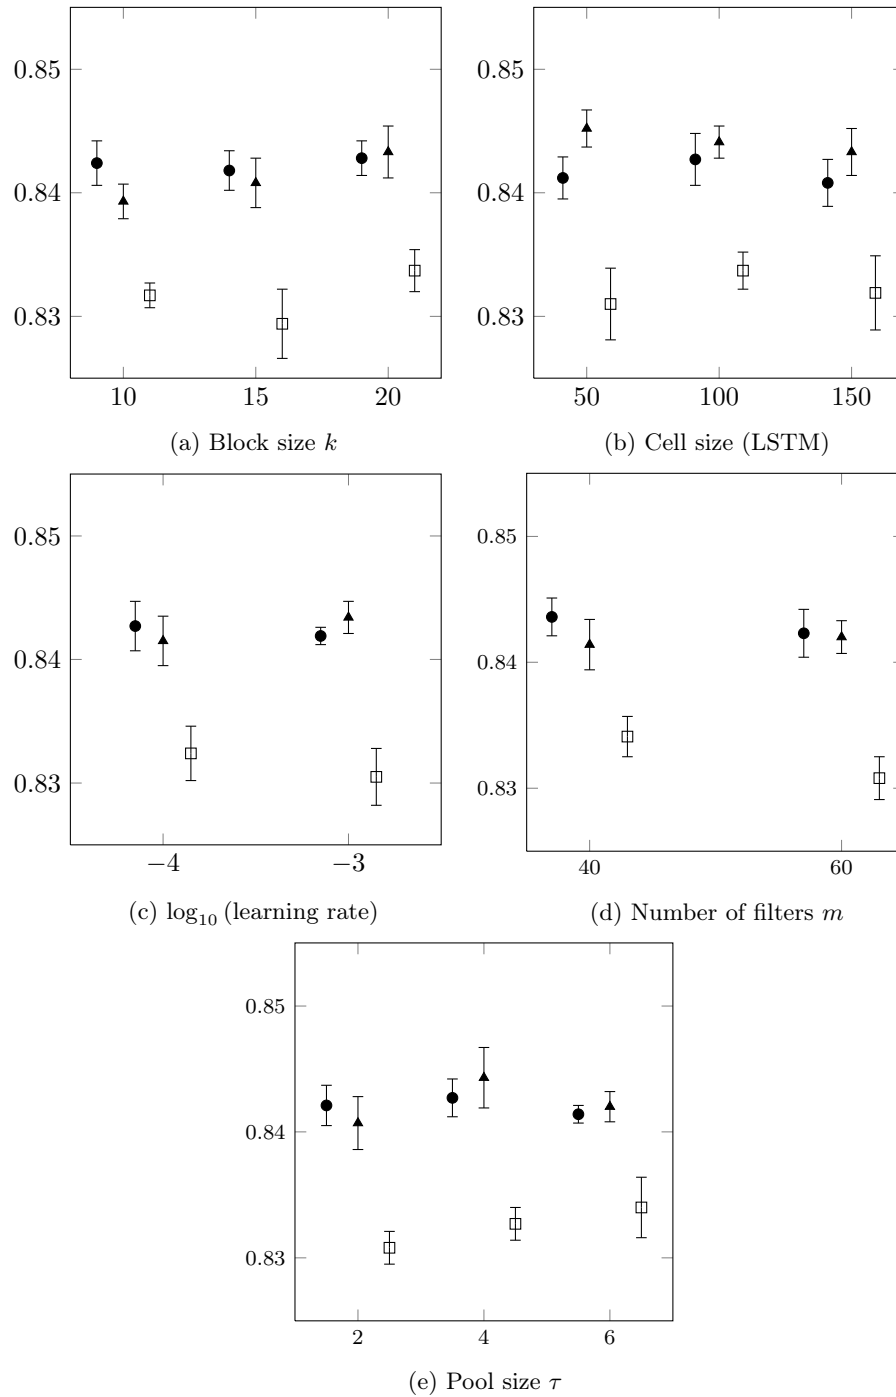 0.85
0.84
0.83
10 15 20
(a) Block size k
0.85
0.84
0.83
50 100 150
(b) Cell size (LSTM)
0.85
0.84
0.83
−4 −3
(c) log₁₀ (learning rate)
0.85
0.84
0.83
40 60
(d) Number of filters m
0.85
0.84
0.83
2 4 6
(e) Pool size τ